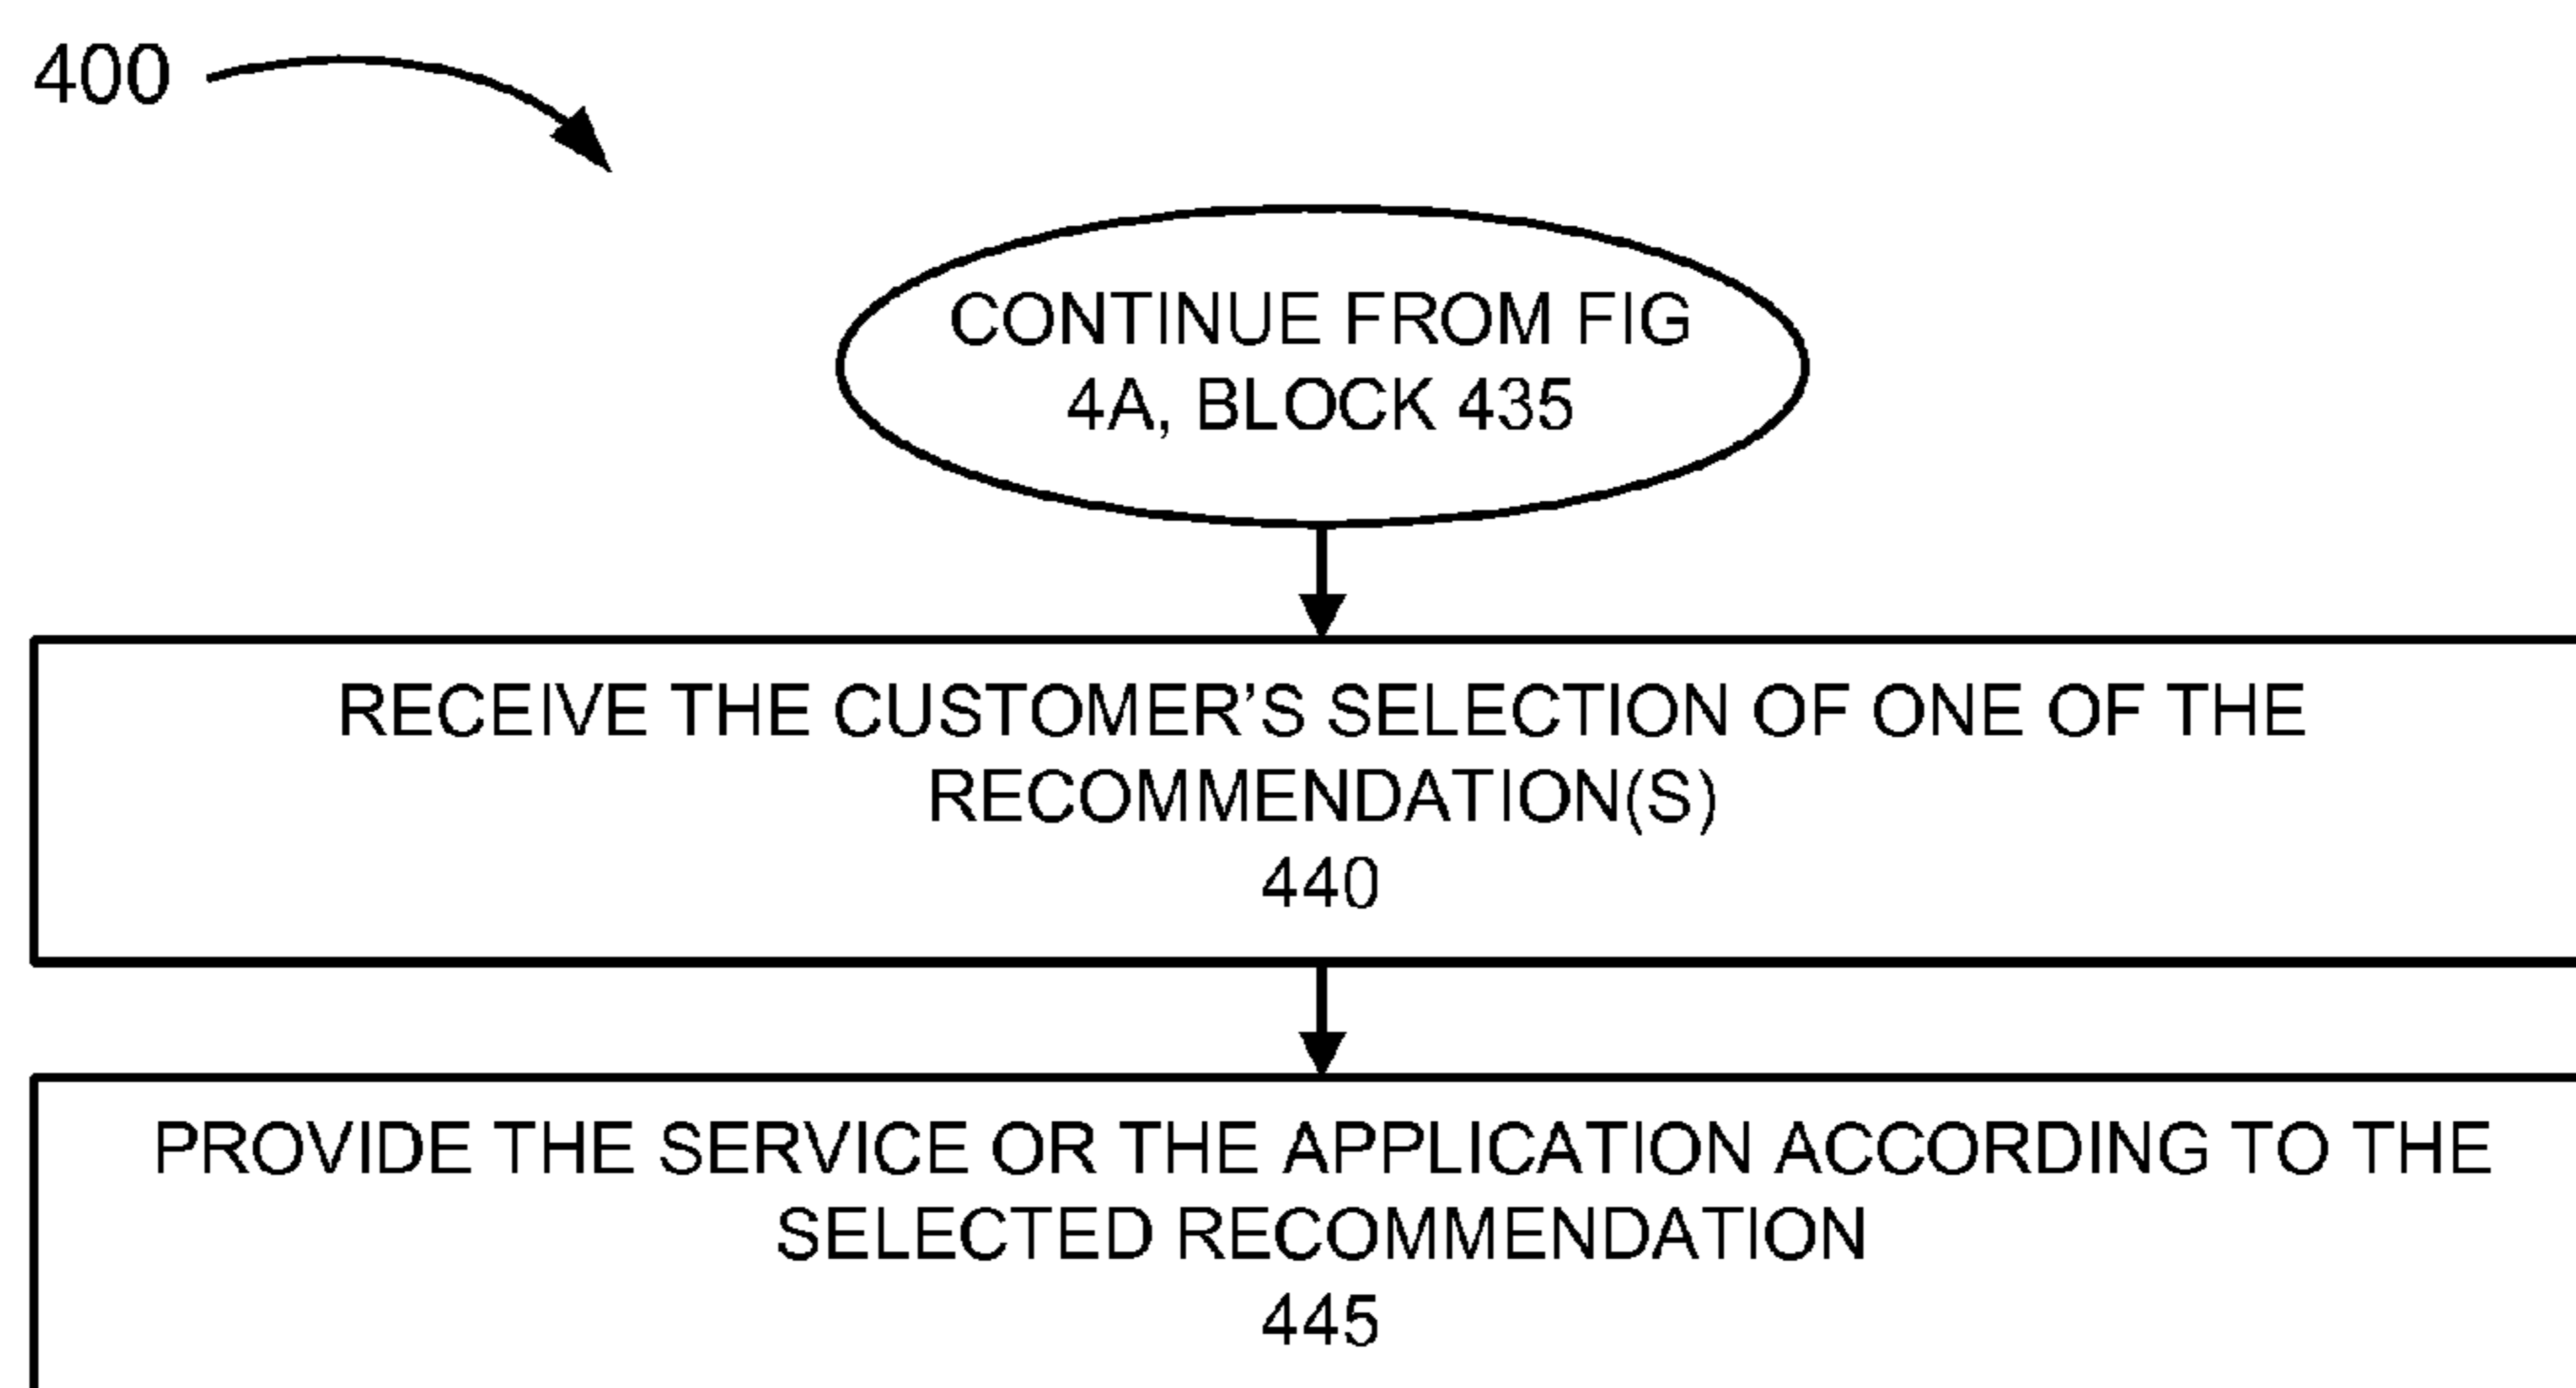 400
CONTINUE FROM FIG
4A, BLOCK 435
RECEIVE THE CUSTOMER’S SELECTION OF ONE OF THE
RECOMMENDATION(S)
440
PROVIDE THE SERVICE OR THE APPLICATION ACCORDING TO THE
SELECTED RECOMMENDATION
445